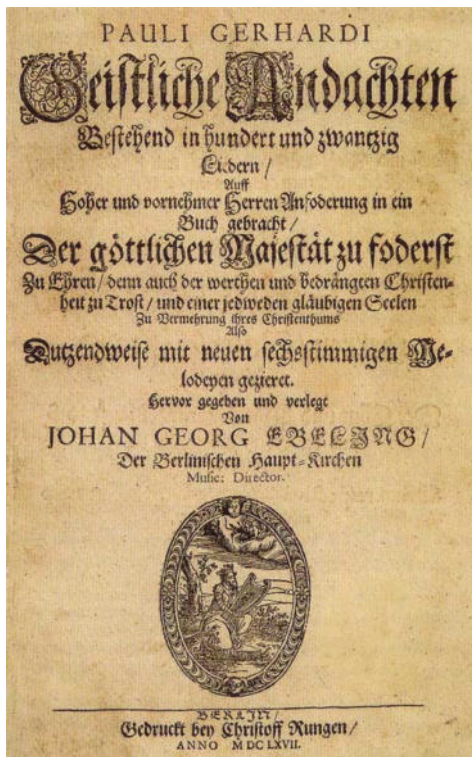 PAULI GERHARDI
Geistliche Andachten
Bestehend in hundert und zwantzig
Liedern /
Auff
Hoher und vornehmer Herren Anfoderung in ein
Buch gebracht /
Der göttlichen Majestät zu foderst
Zu Ehren / denn auch der werthen und bedrängten Christen-
heit zu Trost / und einer jedweden gläubigen Seelen
Zu Vermehrung ihres Christenthums
Also
Dutzendweise mit neuen sechsstimmigen Me-
lodeyen gezieret.
Hervor gegeben und verlegt
Von
JOHAN GEORG EBELING /
Der Berlinischen Haupt-Kirchen
Music: Director.
BERLIN /
Gedruckt bey Christoff Rungen /
ANNO M DC LXVII.